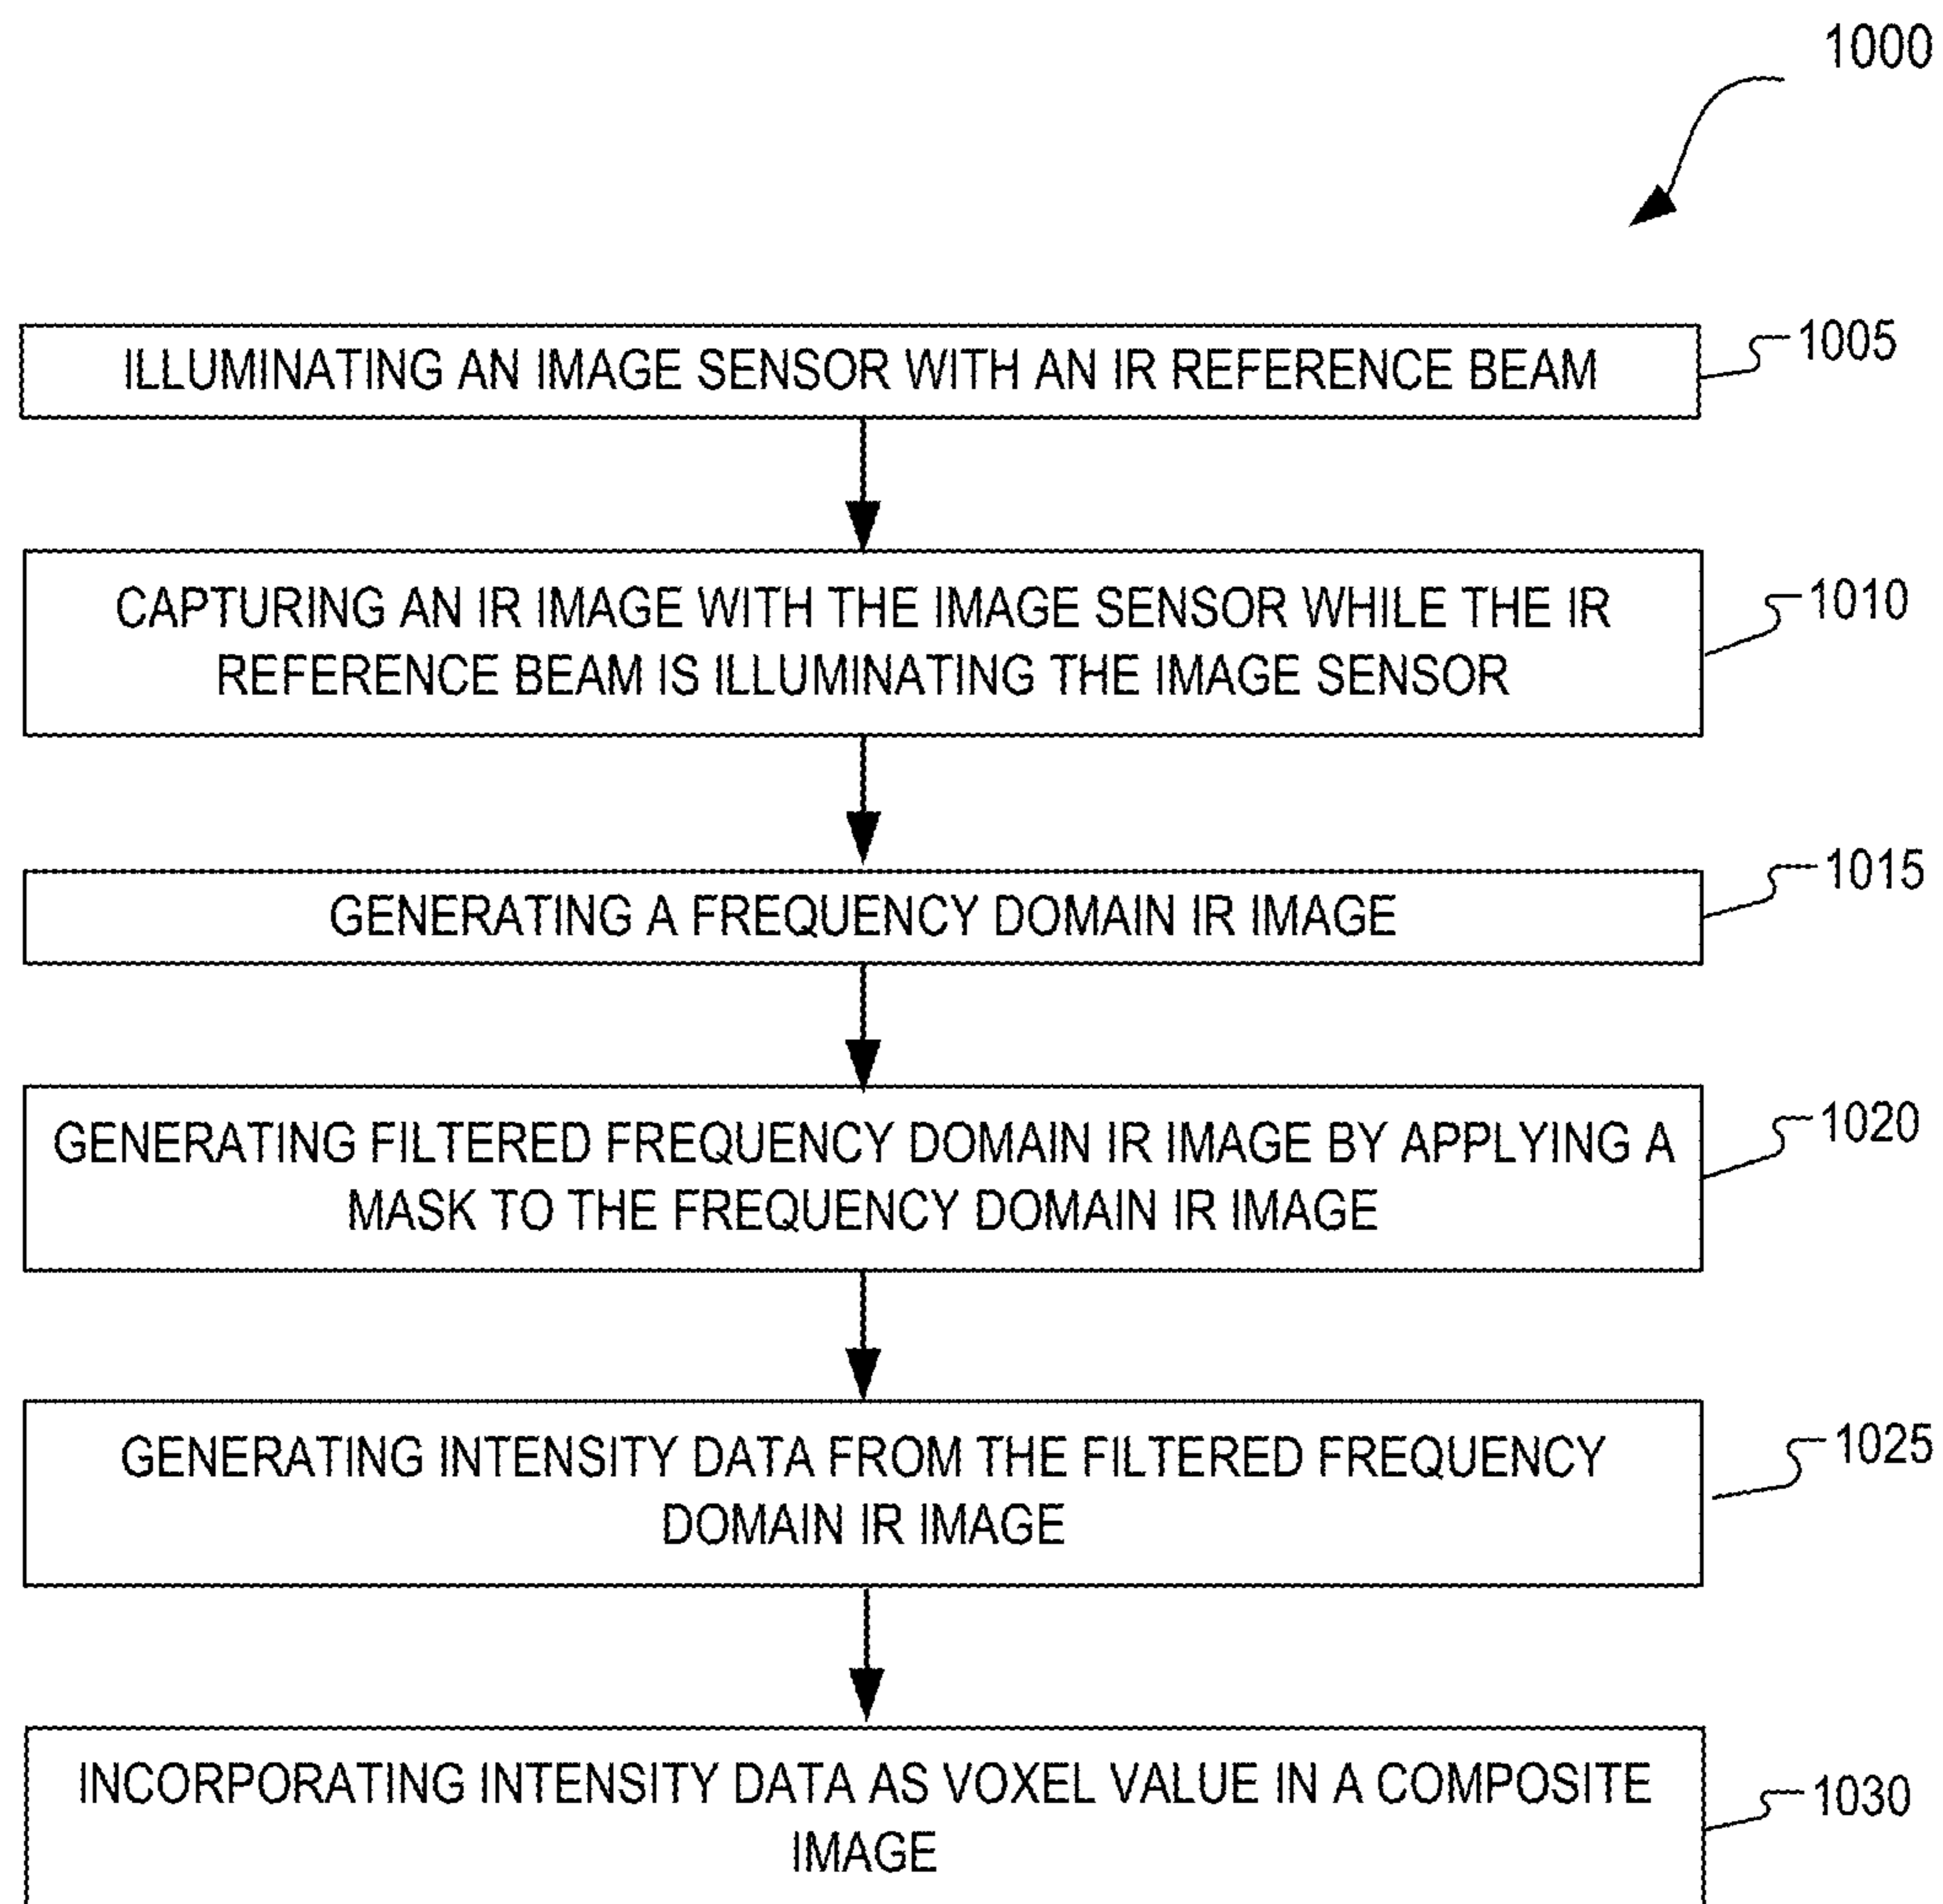 1000
ILLUMINATING AN IMAGE SENSOR WITH AN IR REFERENCE BEAM
1005
CAPTURING AN IR IMAGE WITH THE IMAGE SENSOR WHILE THE IR
REFERENCE BEAM IS ILLUMINATING THE IMAGE SENSOR
1010
GENERATING A FREQUENCY DOMAIN IR IMAGE
1015
GENERATING FILTERED FREQUENCY DOMAIN IR IMAGE BY APPLYING A
MASK TO THE FREQUENCY DOMAIN IR IMAGE
1020
GENERATING INTENSITY DATA FROM THE FILTERED FREQUENCY
DOMAIN IR IMAGE
1025
INCORPORATING INTENSITY DATA AS VOXEL VALUE IN A COMPOSITE
IMAGE
1030